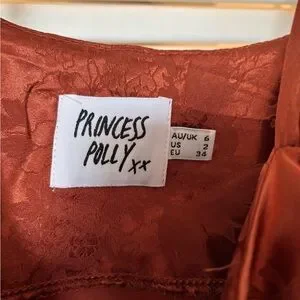 PRINCESS
POLLY xx
AU/UK 6
US 2
EU 34